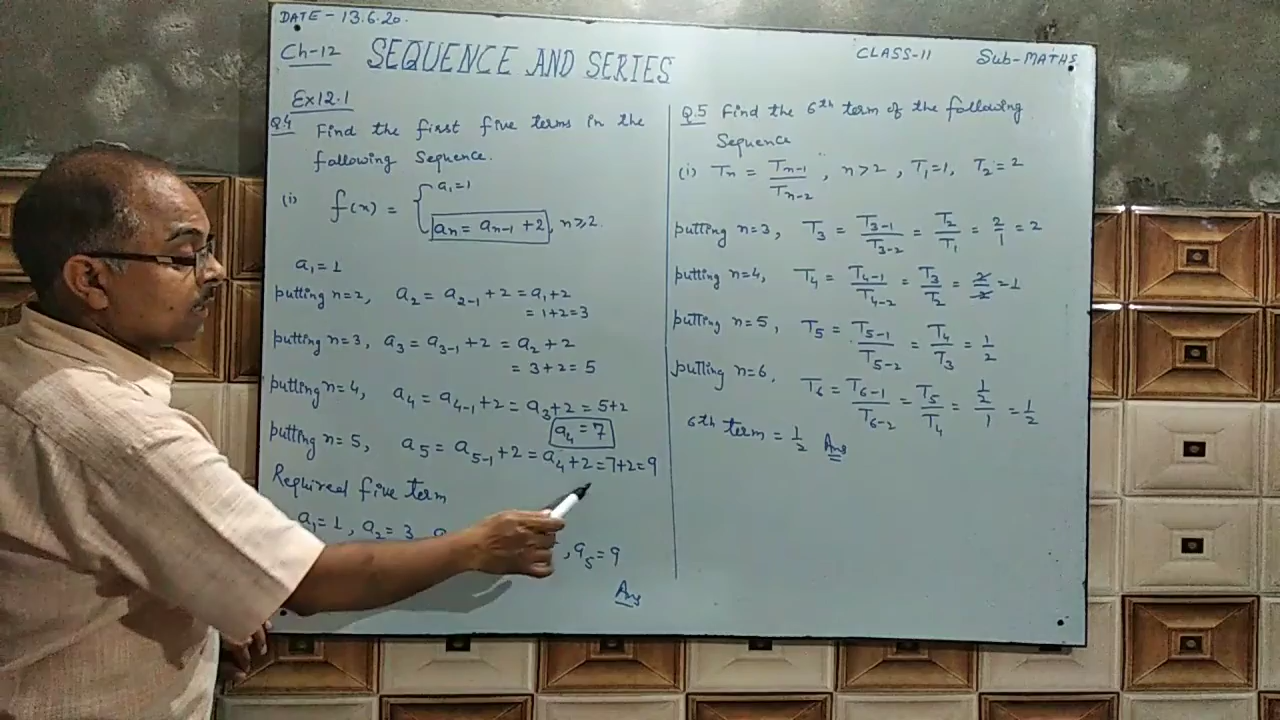 DATE - 13.6.20.
Ch-12 SEQUENCE AND SERIES CLASS-11 Sub-MATHS
Ex12.1
Q.4 Find the first five terms in the
following Sequence.
(i) f(x) = { a₁=1
aₙ = aₙ₋₁ + 2, n ≥ 2.
a₁ = 1
putting n=2, a₂ = a₂₋₁ + 2 = a₁+2
= 1+2=3
putting n=3, a₃ = a₃₋₁ + 2 = a₂ + 2
= 3+2 = 5
putting n=4, a₄ = a₄₋₁ + 2 = a₃+2 = 5+2
a₄ = 7
putting n=5, a₅ = a₅₋₁ + 2 = a₄+2 = 7+2 = 9
Required five term
a₁ = 1, a₂ = 3
, a₅ = 9
Ans
Q.5 Find the 6th term of the following
Sequence
(i) Tₙ = Tₙ₋₁/Tₙ₋₂ ; n>2, T₁=1, T₂=2
putting n=3, T₃ = T₃₋₁/T₃₋₂ = T₂/T₁ = 2/1 = 2
putting n=4, T₄ = T₄₋₁/T₄₋₂ = T₃/T₂ = 2/2 = 1
putting n=5, T₅ = T₅₋₁/T₅₋₂ = T₄/T₃ = 1/2
putting n=6, T₆ = T₆₋₁/T₆₋₂ = T₅/T₄ = 1/2/1 = 1/2
6th term = 1/2 Ans